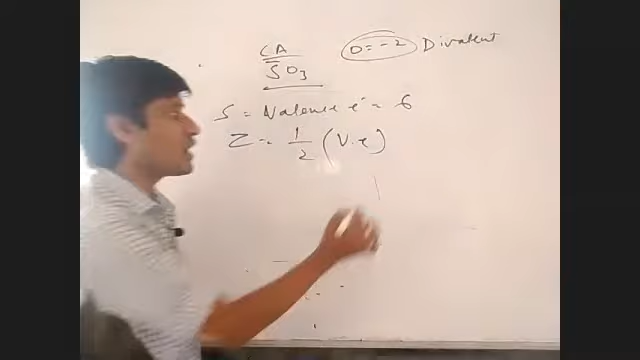 CA O = -2 Divalent
SO3
S = Valence e⁻ = 6
Z = 1/2 (V.e)